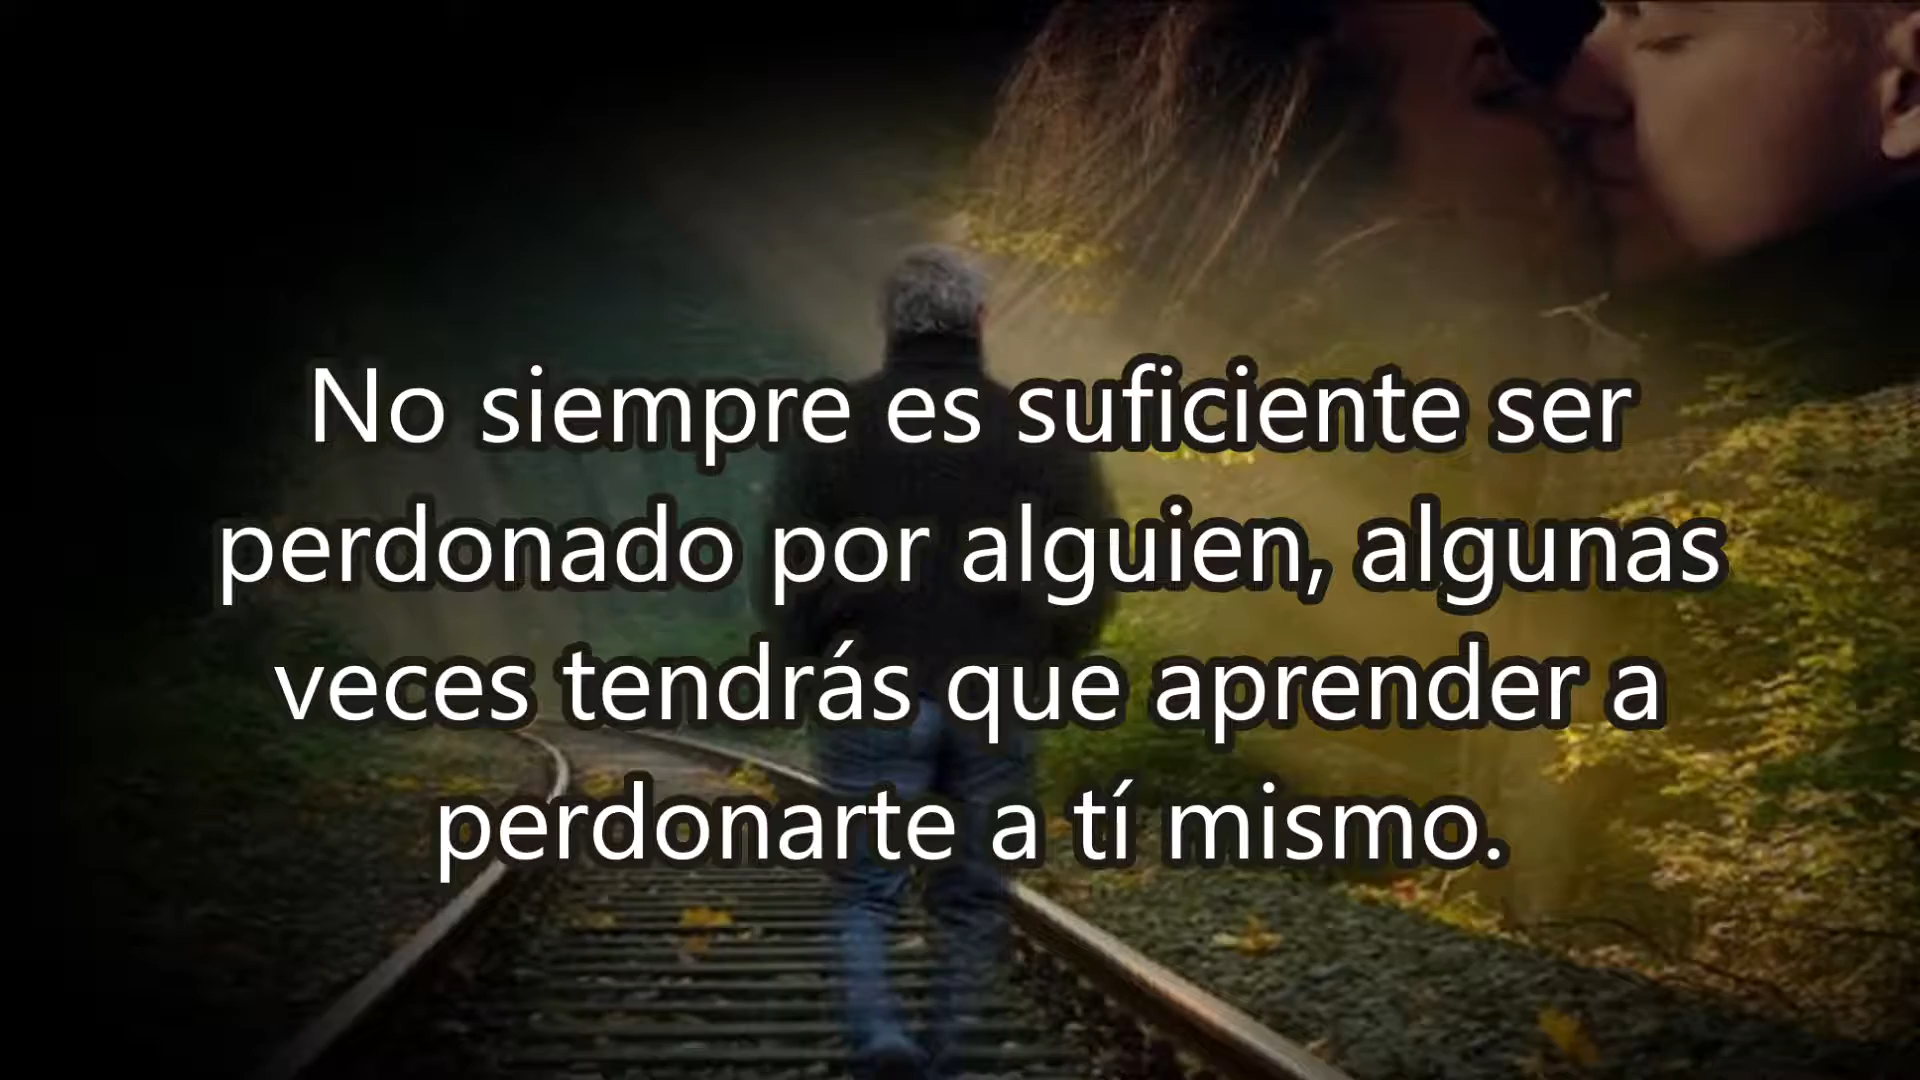 No siempre es suficiente ser
perdonado por alguien, algunas
veces tendrás que aprender a
perdonarte a tí mismo.